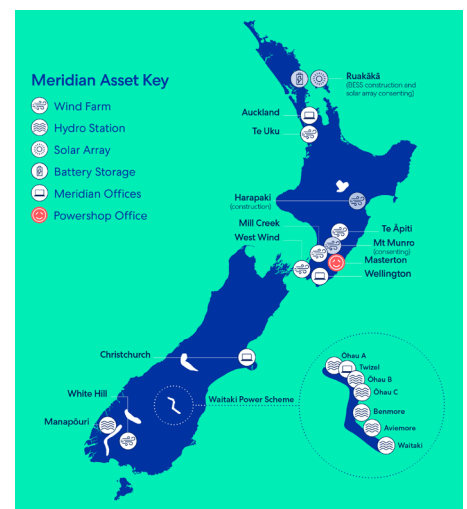 Meridian Asset Key
Wind Farm
Hydro Station
Solar Array
Battery Storage
Meridian Offices
Powershop Office
Ruakākā
(BESS construction and
solar array consenting)
Auckland
Te Uku
Harapaki
(construction)
Mill Creek
West Wind
Te Āpiti
Mt Munro
(consenting)
Masterton
Wellington
Christchurch
White Hill
Manapōuri
Waitaki Power Scheme
Ōhau A
Twizel
Ōhau B
Ōhau C
Benmore
Aviemore
Waitaki